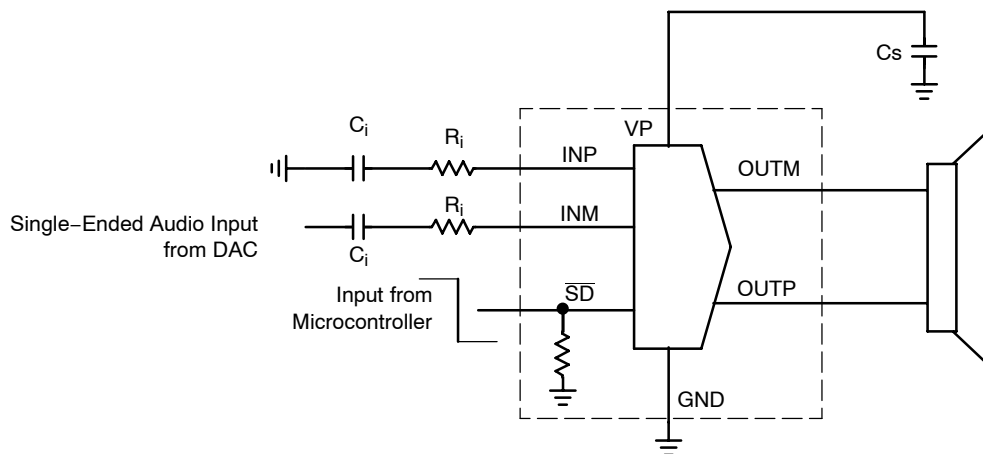 Cs
VP
Ci
Ri
INP
OUTM
Single−Ended Audio Input
from DAC
Ri
INM
Ci
Input from
Microcontroller
SD
OUTP
GND